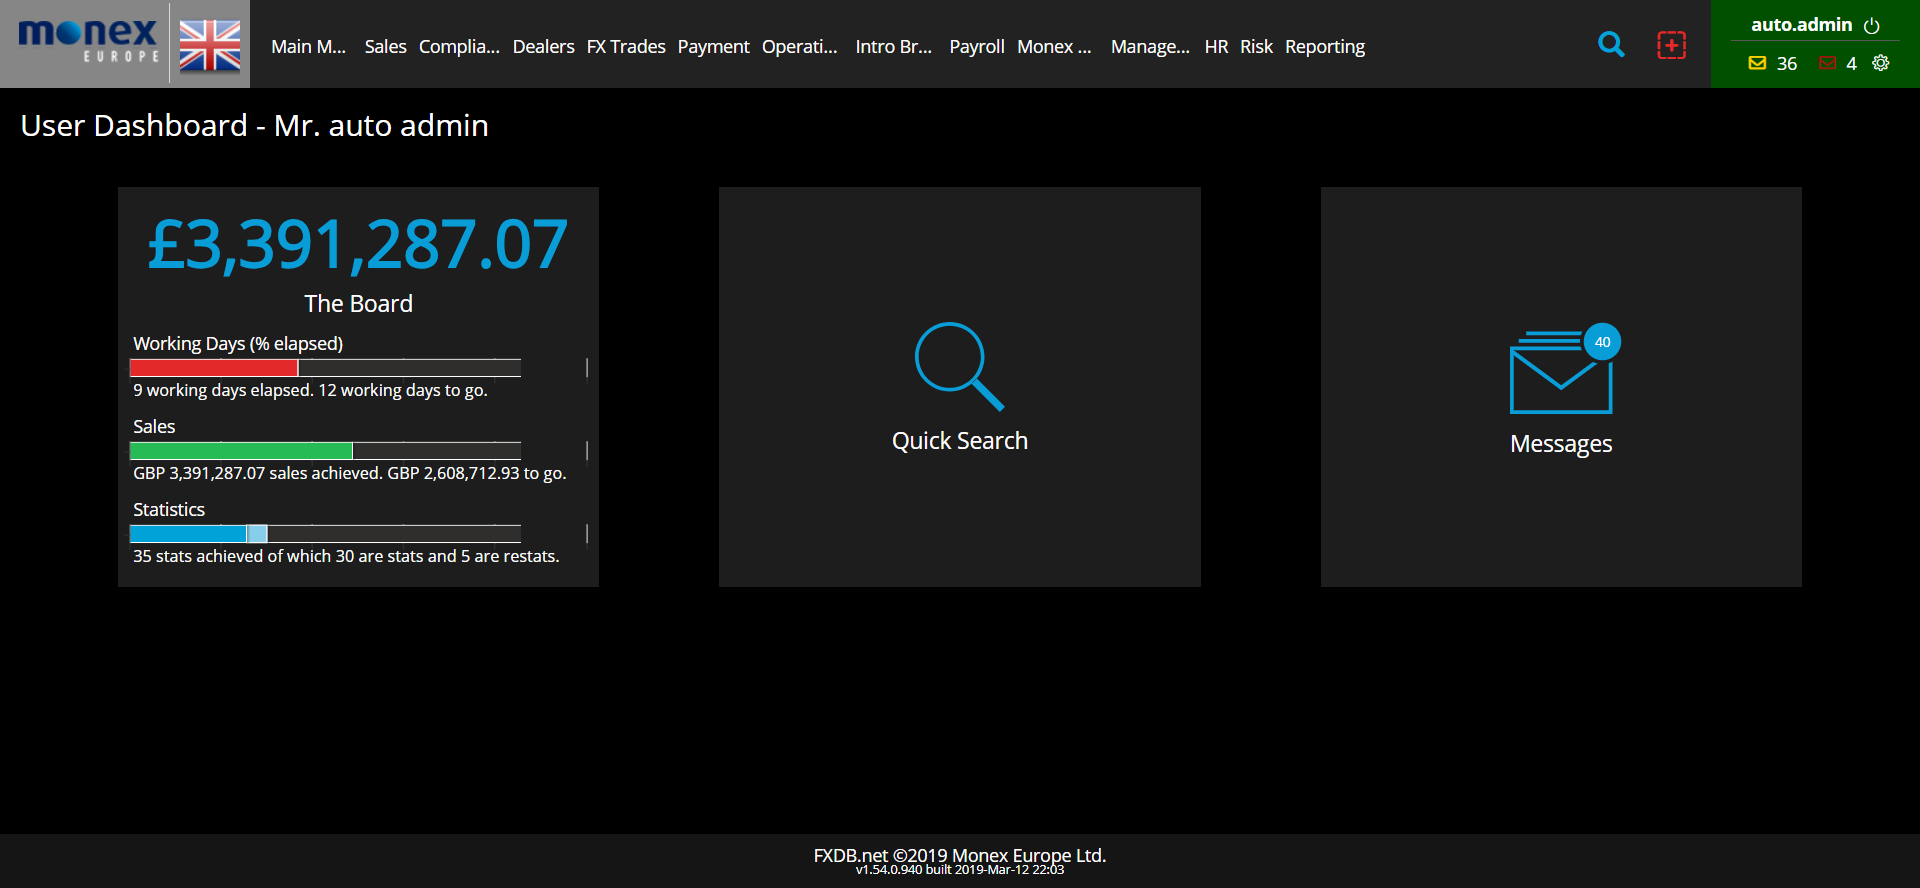 monex
EUROPE
Main M...
Sales
Complia...
Dealers
FX Trades
Payment
Operati...
Intro Br...
Payroll
Monex ...
Manage...
HR
Risk
Reporting
auto.admin
36
4
User Dashboard - Mr. auto admin
£3,391,287.07
The Board
Working Days (% elapsed)
9 working days elapsed. 12 working days to go.
Sales
GBP 3,391,287.07 sales achieved. GBP 2,608,712.93 to go.
Statistics
35 stats achieved of which 30 are stats and 5 are restats.
Quick Search
40
Messages
FXDB.net ©2019 Monex Europe Ltd.
v1.54.0.940 built 2019-Mar-12 22:03